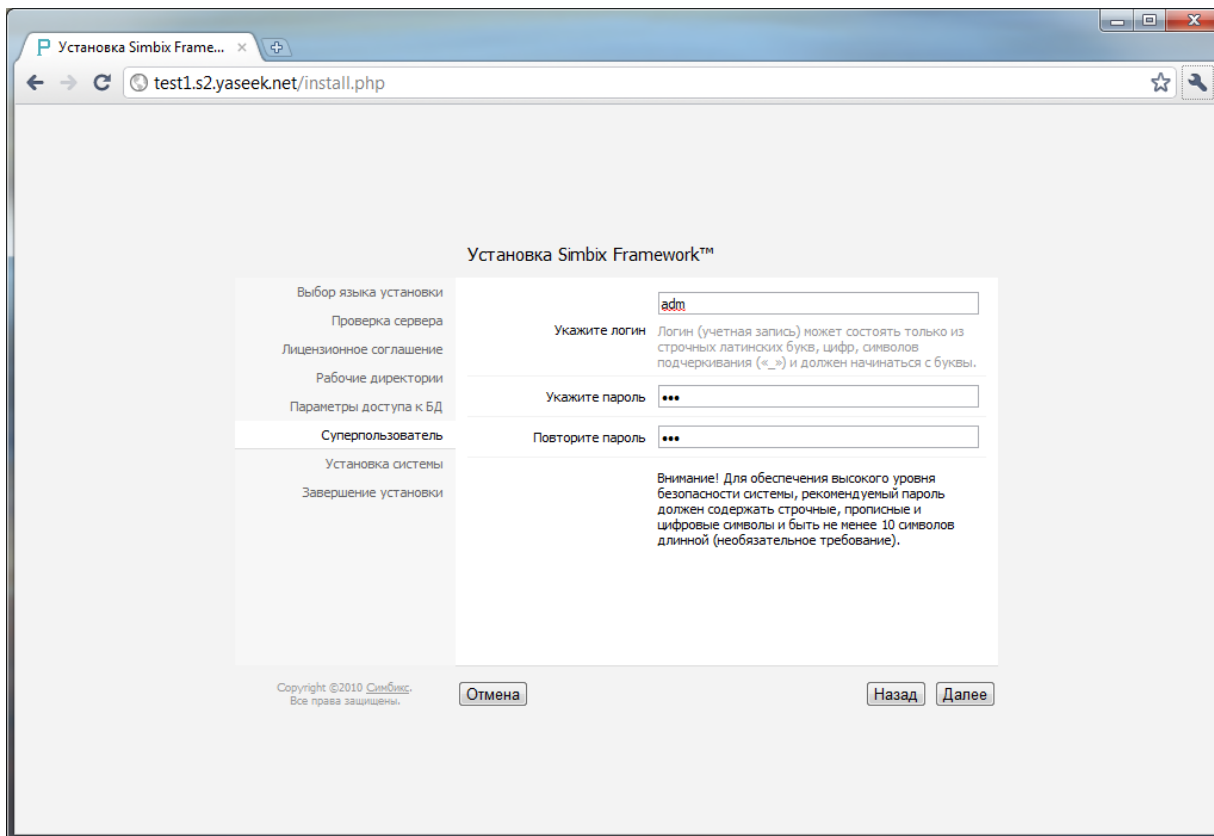 Установка Simbix Frame...
test1.s2.yaseek.net/install.php
Установка Simbix Framework™
Выбор языка установки
Проверка сервера
Лицензионное соглашение
Рабочие директории
Параметры доступа к БД
Суперпользователь
Установка системы
Завершение установки
adm
Укажите логин
Логин (учетная запись) может состоять только из
строчных латинских букв, цифр, символов
подчеркивания («_») и должен начинаться с буквы.
Укажите пароль •••
Повторите пароль •••
Внимание! Для обеспечения высокого уровня
безопасности системы, рекомендуемый пароль
должен содержать строчные, прописные и
цифровые символы и быть не менее 10 символов
длинной (необязательное требование).
Copyright ©2010 Симбикс.
Все права защищены.
Отмена
Назад
Далее